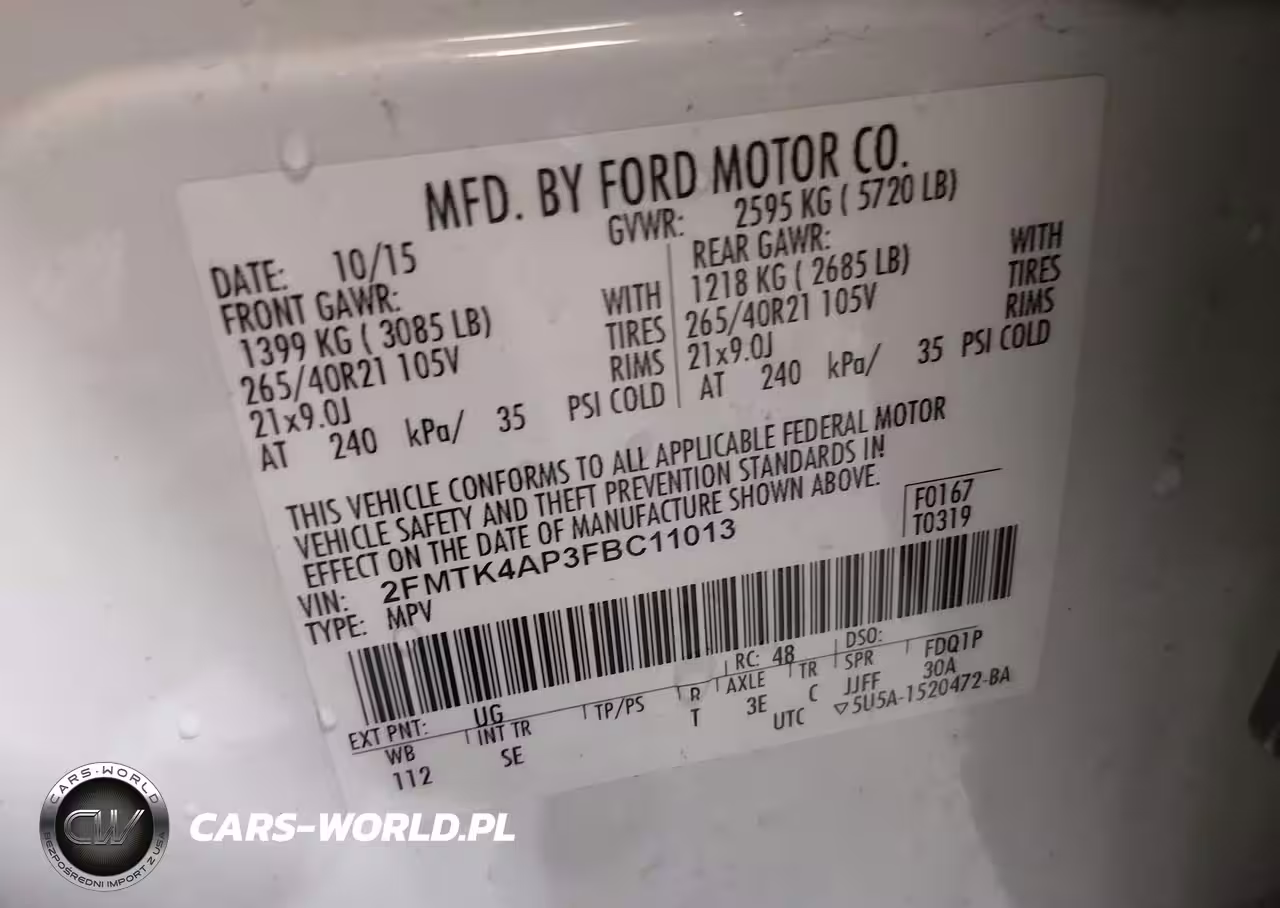 MFD. BY FORD MOTOR CO.
DATE: 10/15 GVWR: 2595 KG ( 5720 LB)
FRONT GAWR: REAR GAWR:
1399 KG ( 3085 LB) WITH 1218 KG ( 2685 LB) WITH
265/40R21 105V TIRES 265/40R21 105V TIRES
21x9.0J RIMS 21x9.0J RIMS
AT 240 kPa/ 35 PSI COLD AT 240 kPa/ 35 PSI COLD
THIS VEHICLE CONFORMS TO ALL APPLICABLE FEDERAL MOTOR
VEHICLE SAFETY AND THEFT PREVENTION STANDARDS IN
EFFECT ON THE DATE OF MANUFACTURE SHOWN ABOVE.
VIN: 2FMTK4AP3FBC11013 F0167
TYPE: MPV T0319
EXT PNT: UG RC: 48 DSO: FDQ1P
WB INT TR TP/PS R AXLE TR SPR 30A
112 SE T 3E C JJFF
UTC ▽5U5A-1520472-BA
CARS-WORLD
CW
BEZPOŚREDNI IMPORT Z USA
CARS-WORLD.PL